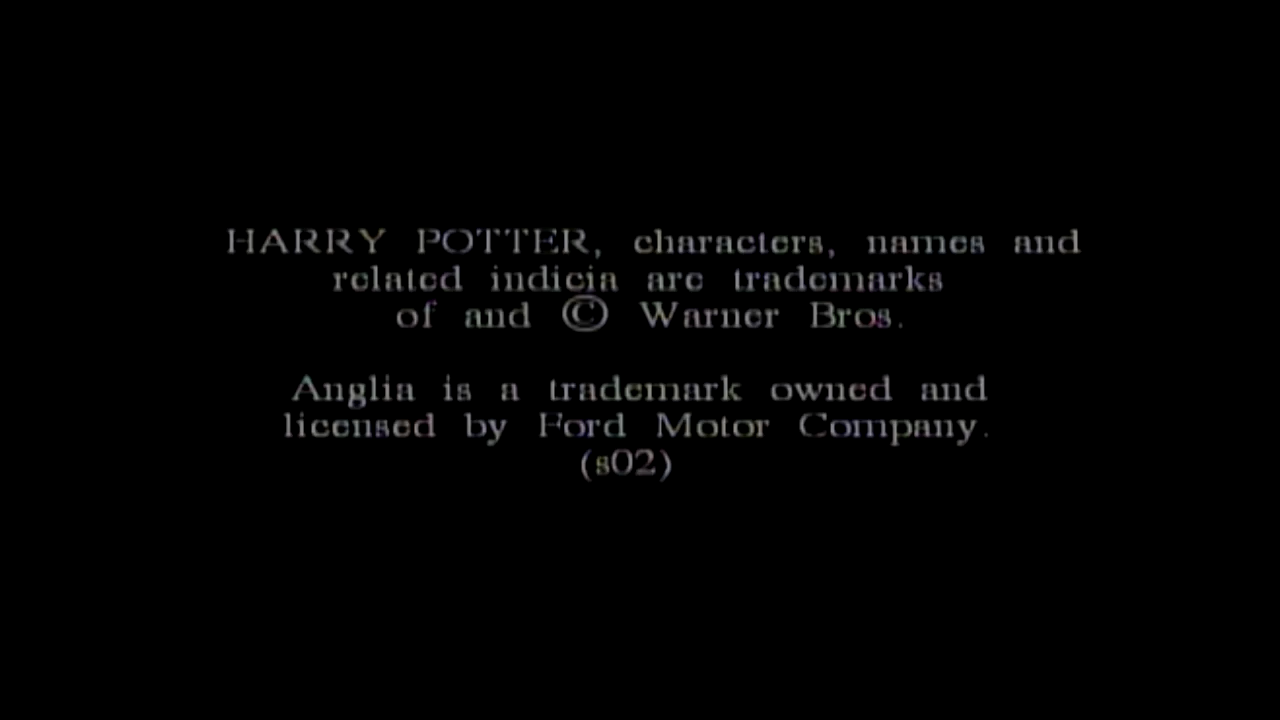 HARRY POTTER, characters, names and
related indicia are trademarks
of and © Warner Bros.
Anglia is a trademark owned and
licensed by Ford Motor Company.
(s02)